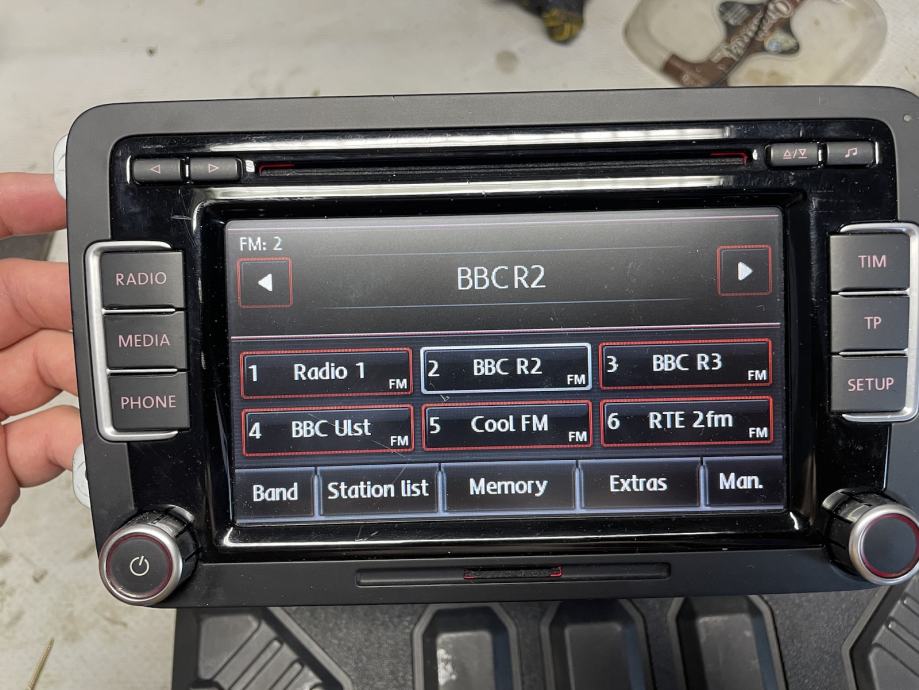 RADIO
MEDIA
PHONE
TIM
TP
SETUP
FM: 2
BBC R2
1 Radio 1 FM
2 BBC R2 FM
3 BBC R3 FM
4 BBC Ulst FM
5 Cool FM FM
6 RTE 2fm FM
Band
Station list
Memory
Extras
Man.